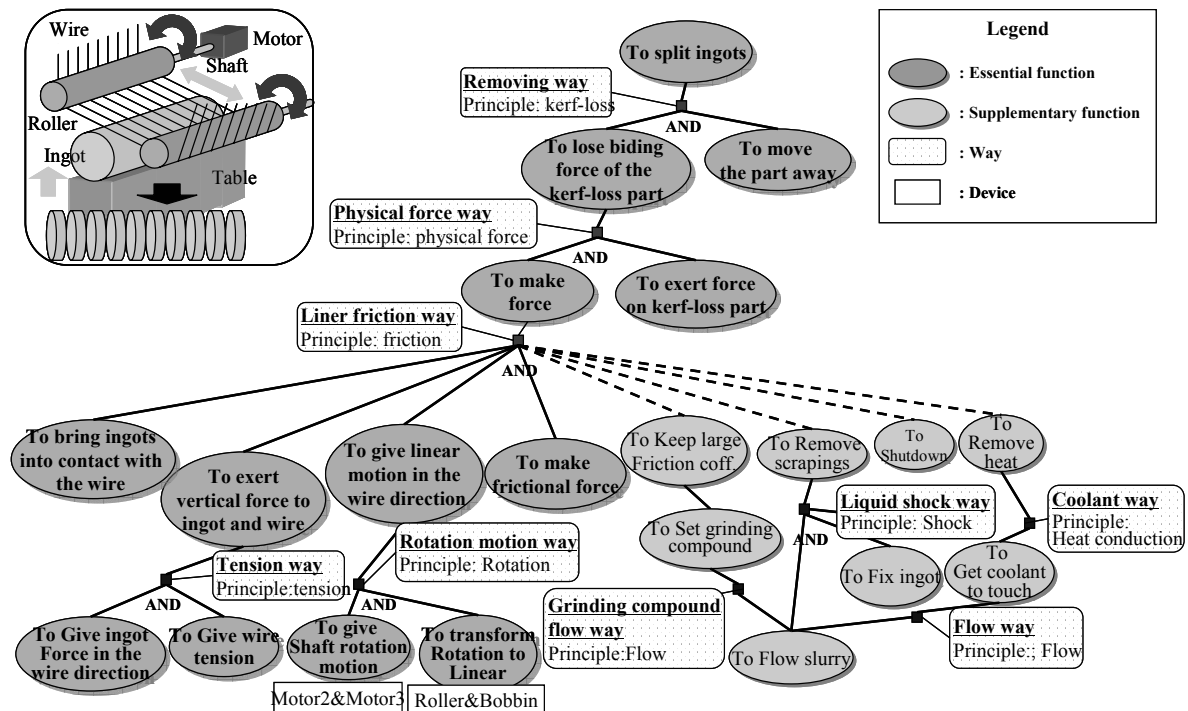 Wire
Motor
Shaft
Roller
Ingot
Table
To split ingots
Removing way
Principle: kerf-loss
AND
To lose biding
force of the
kerf-loss part
To move
the part away
Physical force way
Principle: physical force
AND
To make
force
To exert force
on kerf-loss part
Liner friction way
Principle: friction
AND
To bring ingots
into contact with
the wire
To exert
vertical force to
ingot and wire
To give linear
motion in the
wire direction
To make
frictional force
To Keep large
Friction coff,
To Remove
scrapings
To
Shutdown
To
Remove
heat
Tension way
Principle:tension
AND
Rotation motion way
Principle: Rotation
AND
To Set grinding
compound
Liquid shock way
Principle: Shock
AND
Coolant way
Principle:
Heat conduction
To Fix ingot
To
Get coolant
to touch
To Give ingot
Force in the
wire direction
To Give wire
tension
To give
Shaft rotation
motion
To transform
Rotation to
Linear
Motor2&Motor3
Roller&Bobbin
Grinding compound
flow way
Principle:Flow
To Flow slurry
Flow way
Principle:; Flow
Legend
: Essential function
: Supplementary function
: Way
: Device